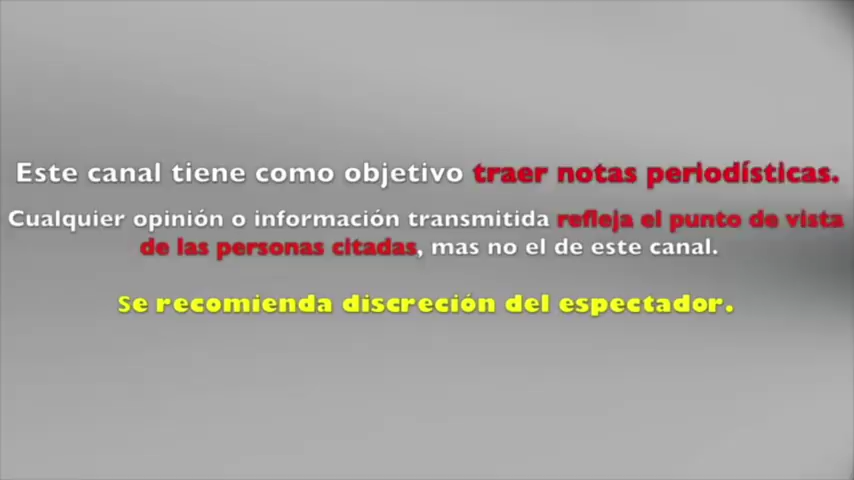 Este canal tiene como objetivo traer notas periodísticas.
Cualquier opinión o información transmitida refleja el punto de vista
de las personas citadas, mas no el de este canal.
Se recomienda discreción del espectador.